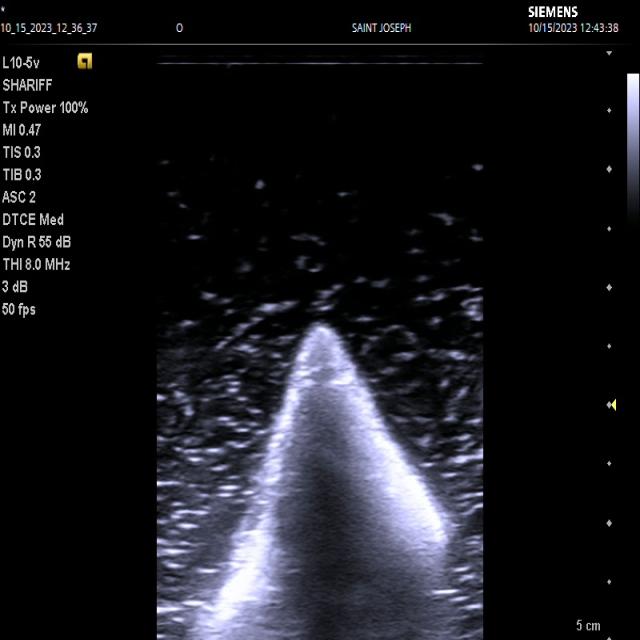 *
SIEMENS
10_15_2023_12_36_37 O SAINT JOSEPH 10/15/2023 12:43:38
L10-5v
SHARIFF
Tx Power 100%
MI 0.47
TIS 0.3
TIB 0.3
ASC 2
DTCE Med
Dyn R 55 dB
THI 8.0 MHz
3 dB
50 fps
5 cm